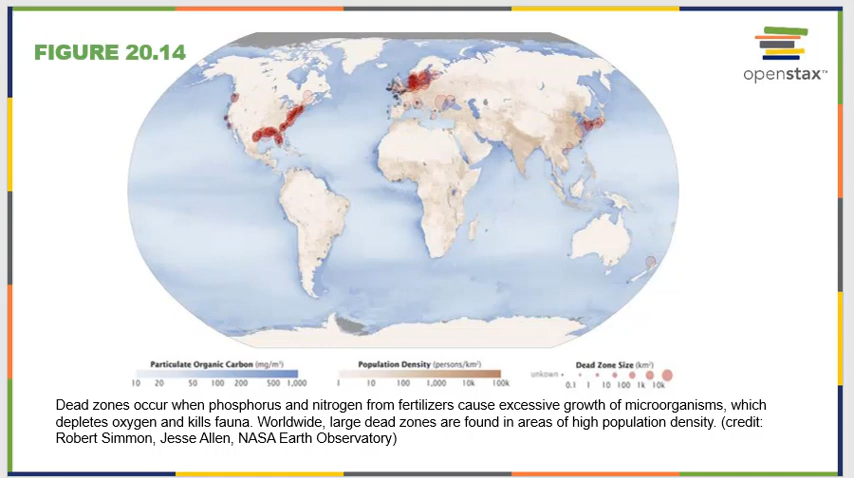 FIGURE 20.14
openstax™
Particulate Organic Carbon (mg/m³)
10 20 50 100 200 500 1,000
Population Density (persons/km²)
1 10 100 1,000 10k 100k
Dead Zone Size (km²)
unkown
0.1 1 10 100 1k 10k
Dead zones occur when phosphorus and nitrogen from fertilizers cause excessive growth of microorganisms, which
depletes oxygen and kills fauna. Worldwide, large dead zones are found in areas of high population density. (credit:
Robert Simmon, Jesse Allen, NASA Earth Observatory)